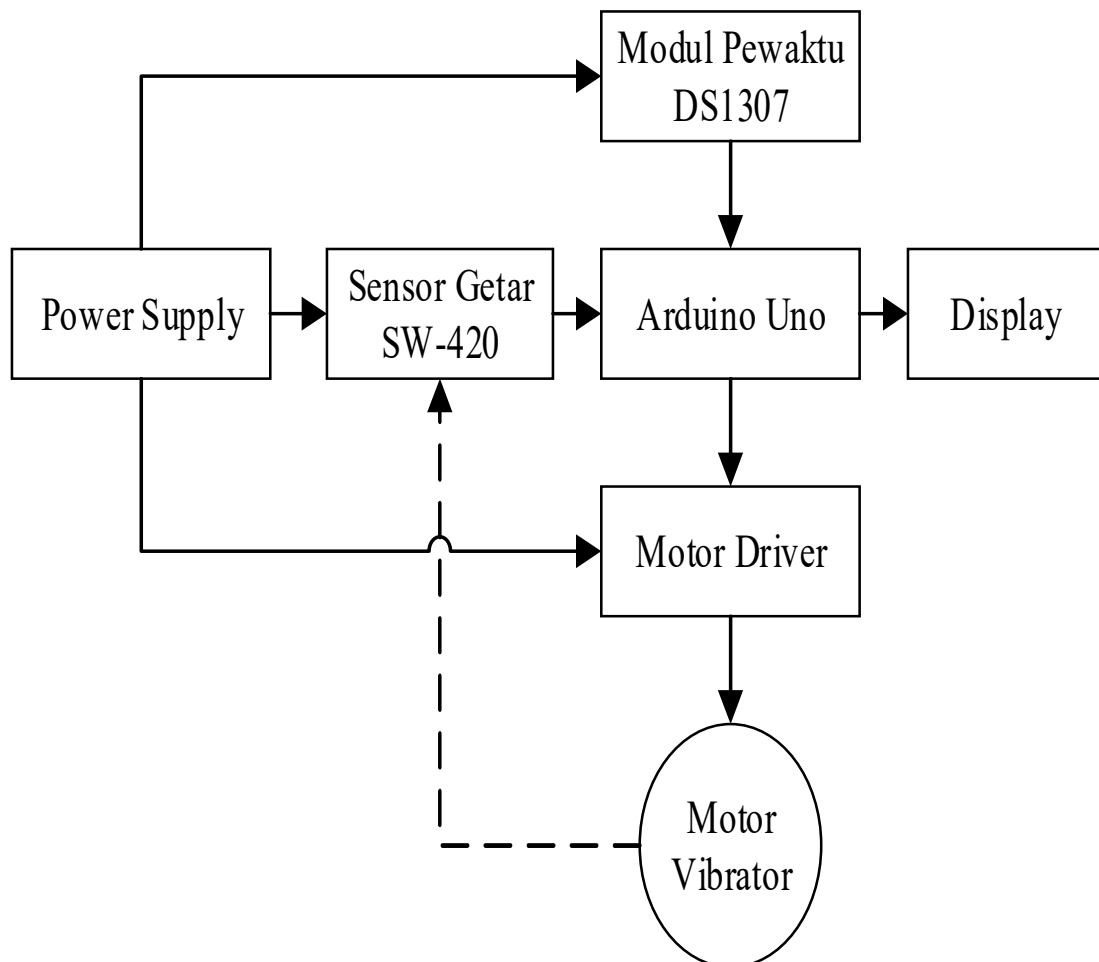 Modul Pewaktu
DS1307
Power Supply
Sensor Getar
SW-420
Arduino Uno
Display
Motor Driver
Motor
Vibrator